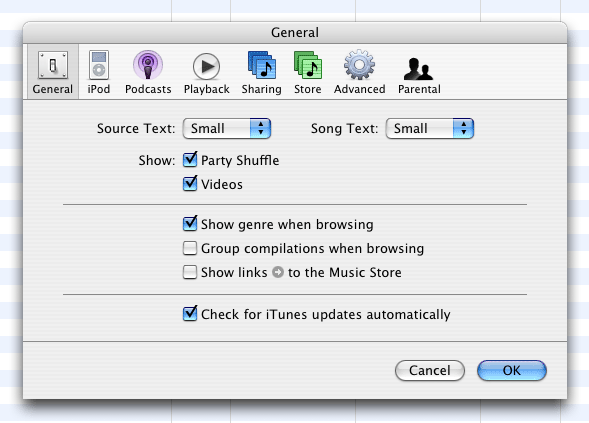 General
General iPod Podcasts Playback Sharing Store Advanced Parental
Source Text: Small Song Text: Small
Show: Party Shuffle
Videos
Show genre when browsing
Group compilations when browsing
Show links to the Music Store
Check for iTunes updates automatically
Cancel OK